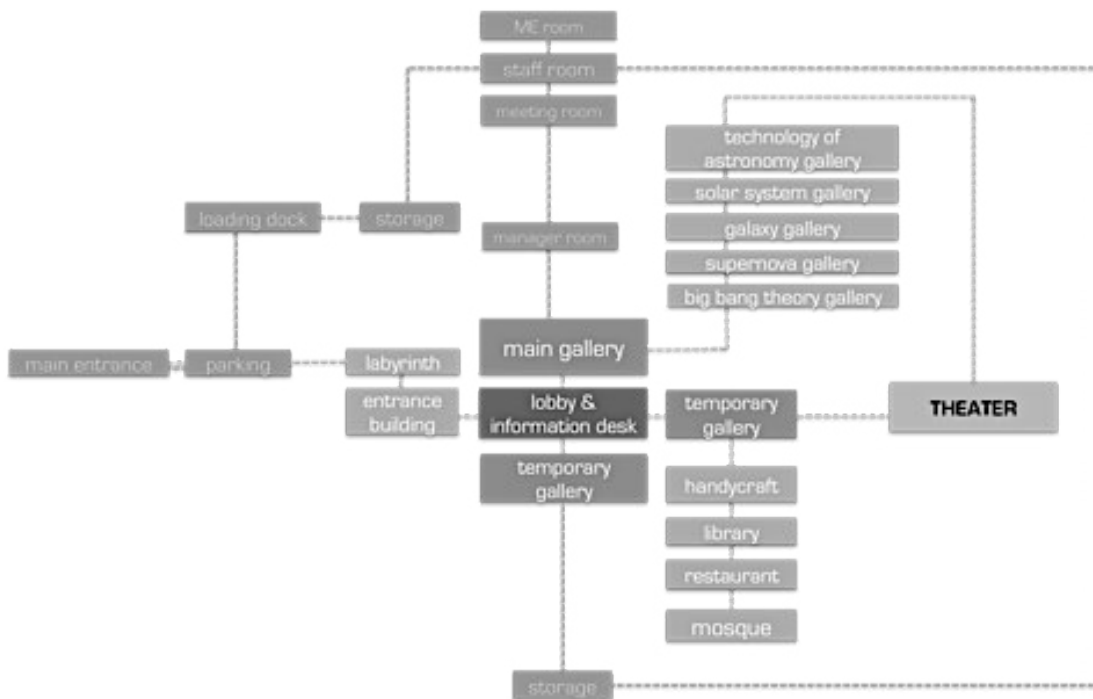 ME room
staff room
meeting room
technology of
astronomy gallery
solar system gallery
loading dock
storage
galaxy gallery
manager room
supernova gallery
big bang theory gallery
main gallery
main entrance
parking
labyrinth
entrance
building
lobby &
information desk
temporary
gallery
THEATER
temporary
gallery
handycraft
library
restaurant
mosque
storage